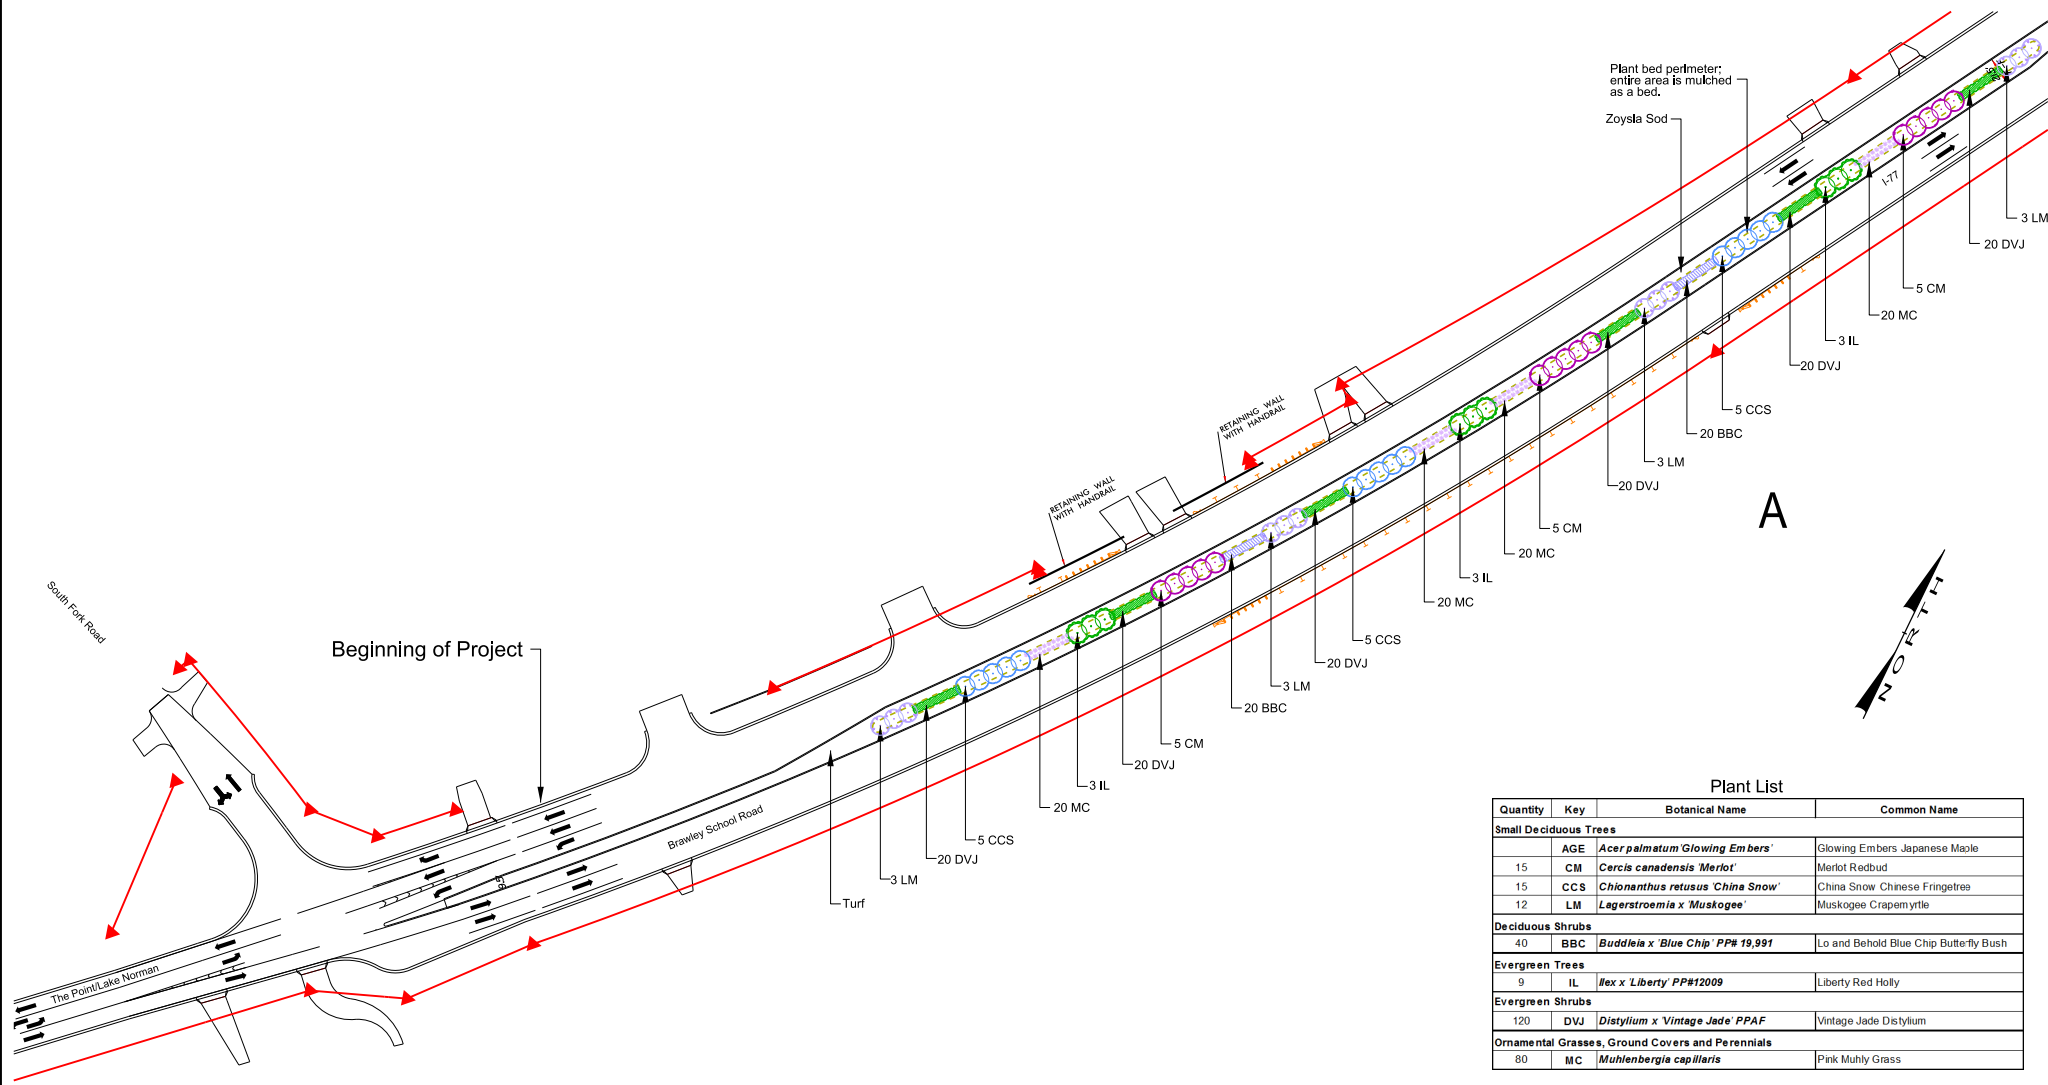 Plant bed perimeter;
entire area is mulched
as a bed.
Zoysia Sod
I-77
3 LM
20 DVJ
5 CM
20 MC
3 IL
20 DVJ
5 CCS
20 BBC
3 LM
20 DVJ
5 CM
20 MC
3 IL
20 MC
5 CCS
20 DVJ
3 LM
20 BBC
5 CM
20 DVJ
3 IL
20 MC
5 CCS
20 DVJ
3 LM
Turf
RETAINING WALL
WITH HANDRAIL
RETAINING WALL
WITH HANDRAIL
A
NORTH
South Fork Road
Beginning of Project
Brawley School Road
The Point/Lake Norman
Plant List
Quantity Key Botanical Name Common Name
Small Deciduous Trees
AGE Acer palmatum 'Glowing Embers' Glowing Embers Japanese Maple
15 CM Cercis canadensis 'Merlot' Merlot Redbud
15 CCS Chionanthus retusus 'China Snow' China Snow Chinese Fringetree
12 LM Lagerstroemia x 'Muskogee' Muskogee Crapemyrtle
Deciduous Shrubs
40 BBC Buddleia x 'Blue Chip' PP# 19,991 Lo and Behold Blue Chip Butterfly Bush
Evergreen Trees
9 IL Ilex x 'Liberty' PP#12009 Liberty Red Holly
Evergreen Shrubs
120 DVJ Distylium x 'Vintage Jade' PPAF Vintage Jade Distylium
Ornamental Grasses, Ground Covers and Perennials
80 MC Muhlenbergia capillaris Pink Muhly Grass